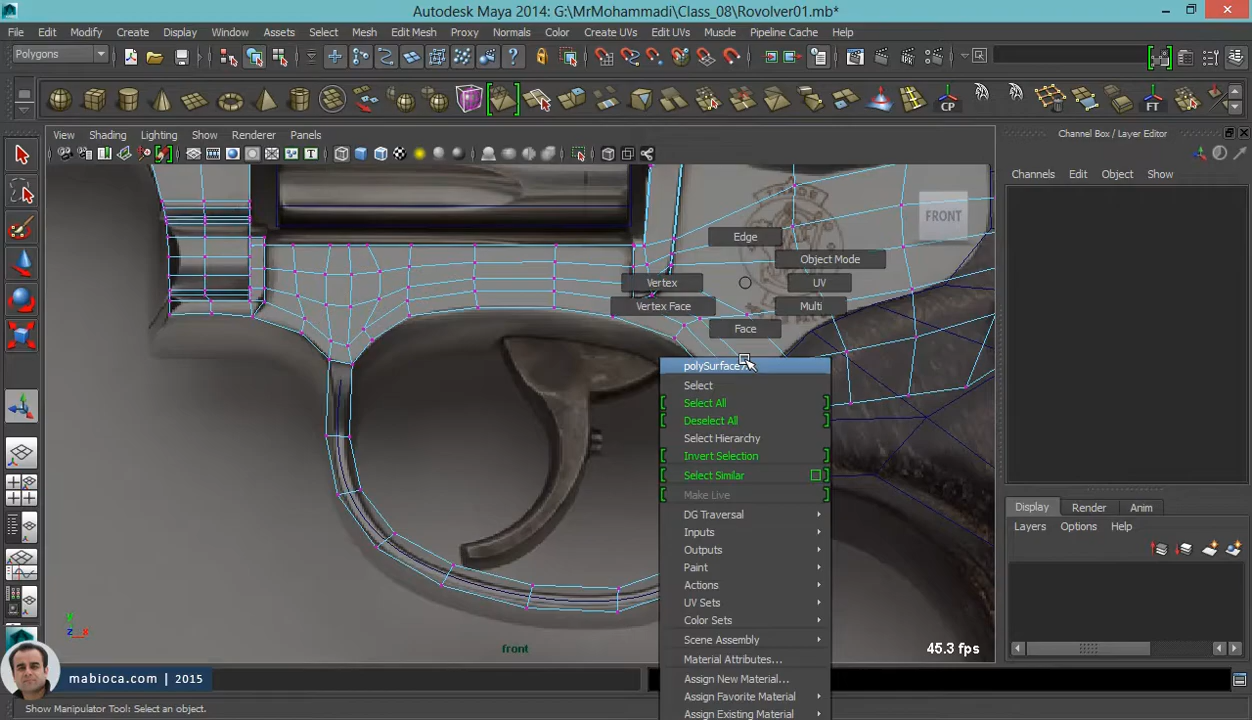 Autodesk Maya 2014: G:\MrMohammadi\Class_08\Rovolver01.mb*
File Edit Modify Create Display Window Assets Select Mesh Edit Mesh Proxy Normals Color Create UVs Edit UVs Muscle Pipeline Cache Help
Polygons
CP FT
View Shading Lighting Show Renderer Panels
Channel Box / Layer Editor
Channels Edit Object Show
FRONT
Edge
Object Mode
Vertex UV
Vertex Face Multi
Face
Select
Select All
Deselect All
Select Hierarchy
Invert Selection
Select Similar
Make Live
DG Traversal
Inputs
Outputs
Paint
Actions
UV Sets
Color Sets
Scene Assembly
Material Attributes...
Assign New Material...
Assign Favorite Material
Assign Existing Material
Display Render Anim
Layers Options Help
y
z x
front
45.3 fps
mabioca.com | 2015
Show Manipulator Tool: Select an object.